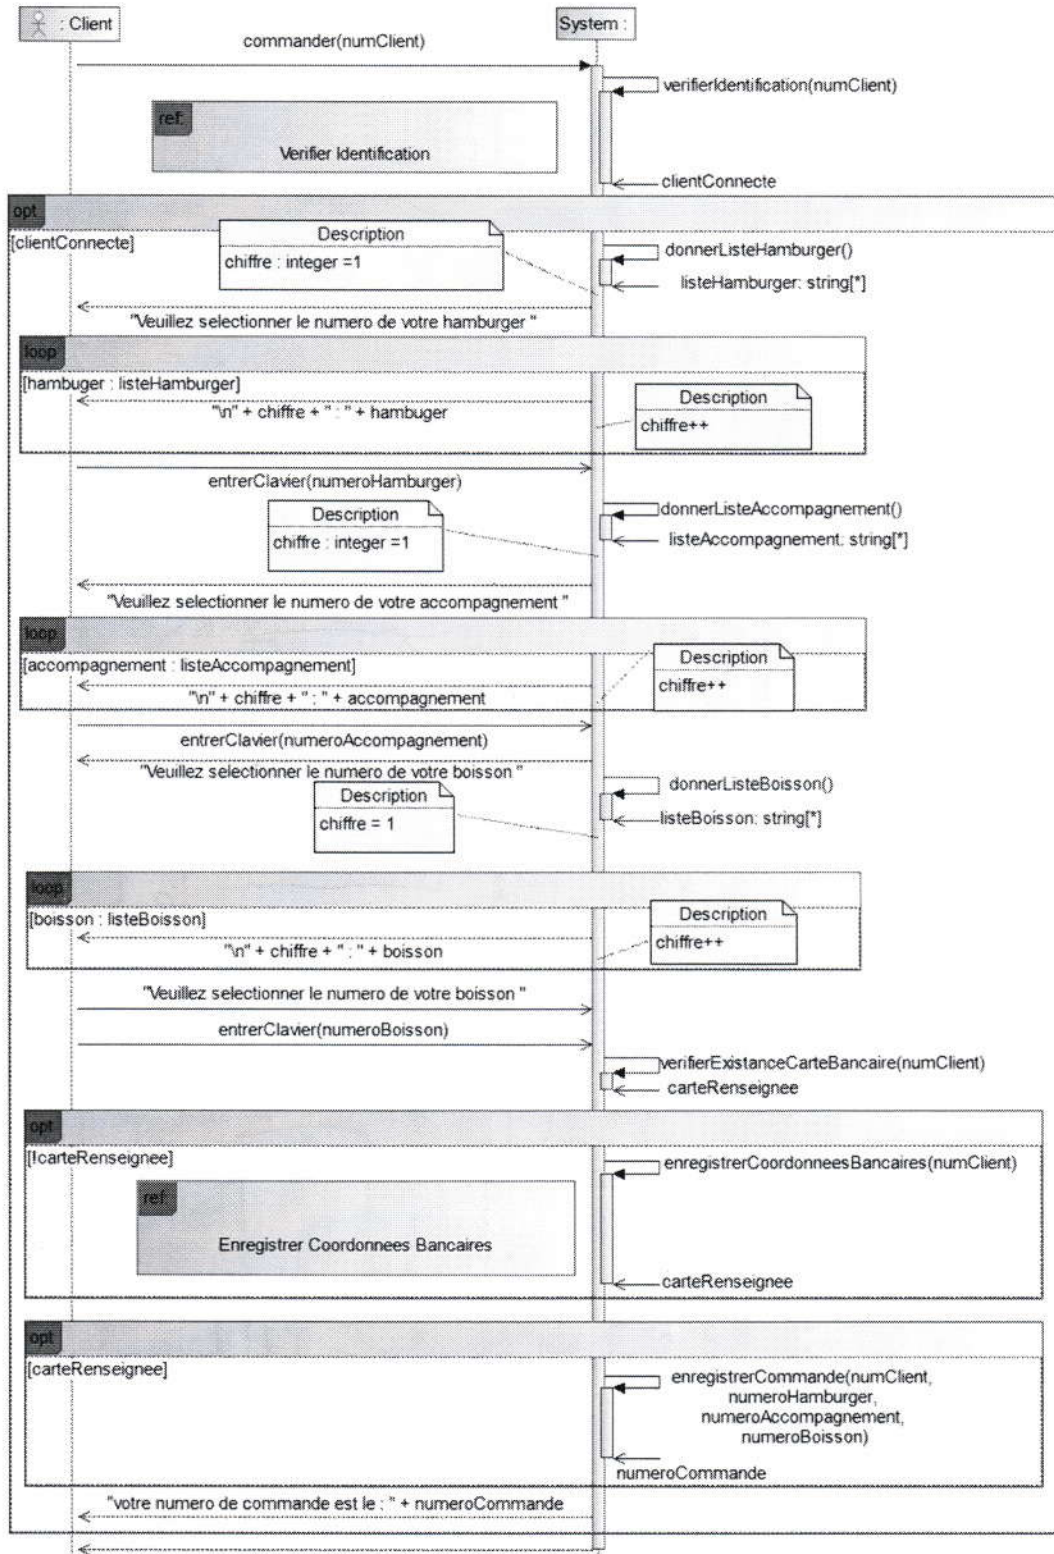 : Client
System :
commander(numClient)
verifierIdentification(numClient)
ref:
Verifier Identification
clientConnecte
opt
[clientConnecte]
Description
chiffre : integer =1
donnerListeHamburger()
listeHamburger: string[*]
"Veuillez selectionner le numero de votre hamburger "
loop
[hambuger : listeHamburger]
"\n" + chiffre + " : " + hambuger
Description
chiffre++
entrerClavier(numeroHamburger)
Description
chiffre : integer =1
donnerListeAccompagnement()
listeAccompagnement: string[*]
"Veuillez selectionner le numero de votre accompagnement "
loop
[accompagnement : listeAccompagnement]
"\n" + chiffre + " : " + accompagnement
Description
chiffre++
entrerClavier(numeroAccompagnement)
"Veuillez selectionner le numero de votre boisson "
Description
chiffre = 1
donnerListeBoisson()
listeBoisson: string[*]
loop
[boisson : listeBoisson]
"\n" + chiffre + " : " + boisson
Description
chiffre++
"Veuillez selectionner le numero de votre boisson "
entrerClavier(numeroBoisson)
verifierExistanceCarteBancaire(numClient)
carteRenseignee
opt
[!carteRenseignee]
enregistrerCoordonneesBancaires(numClient)
ref:
Enregistrer Coordonnees Bancaires
carteRenseignee
opt
[carteRenseignee]
enregistrerCommande(numClient,
numeroHamburger,
numeroAccompagnement,
numeroBoisson)
numeroCommande
"votre numero de commande est le : " + numeroCommande